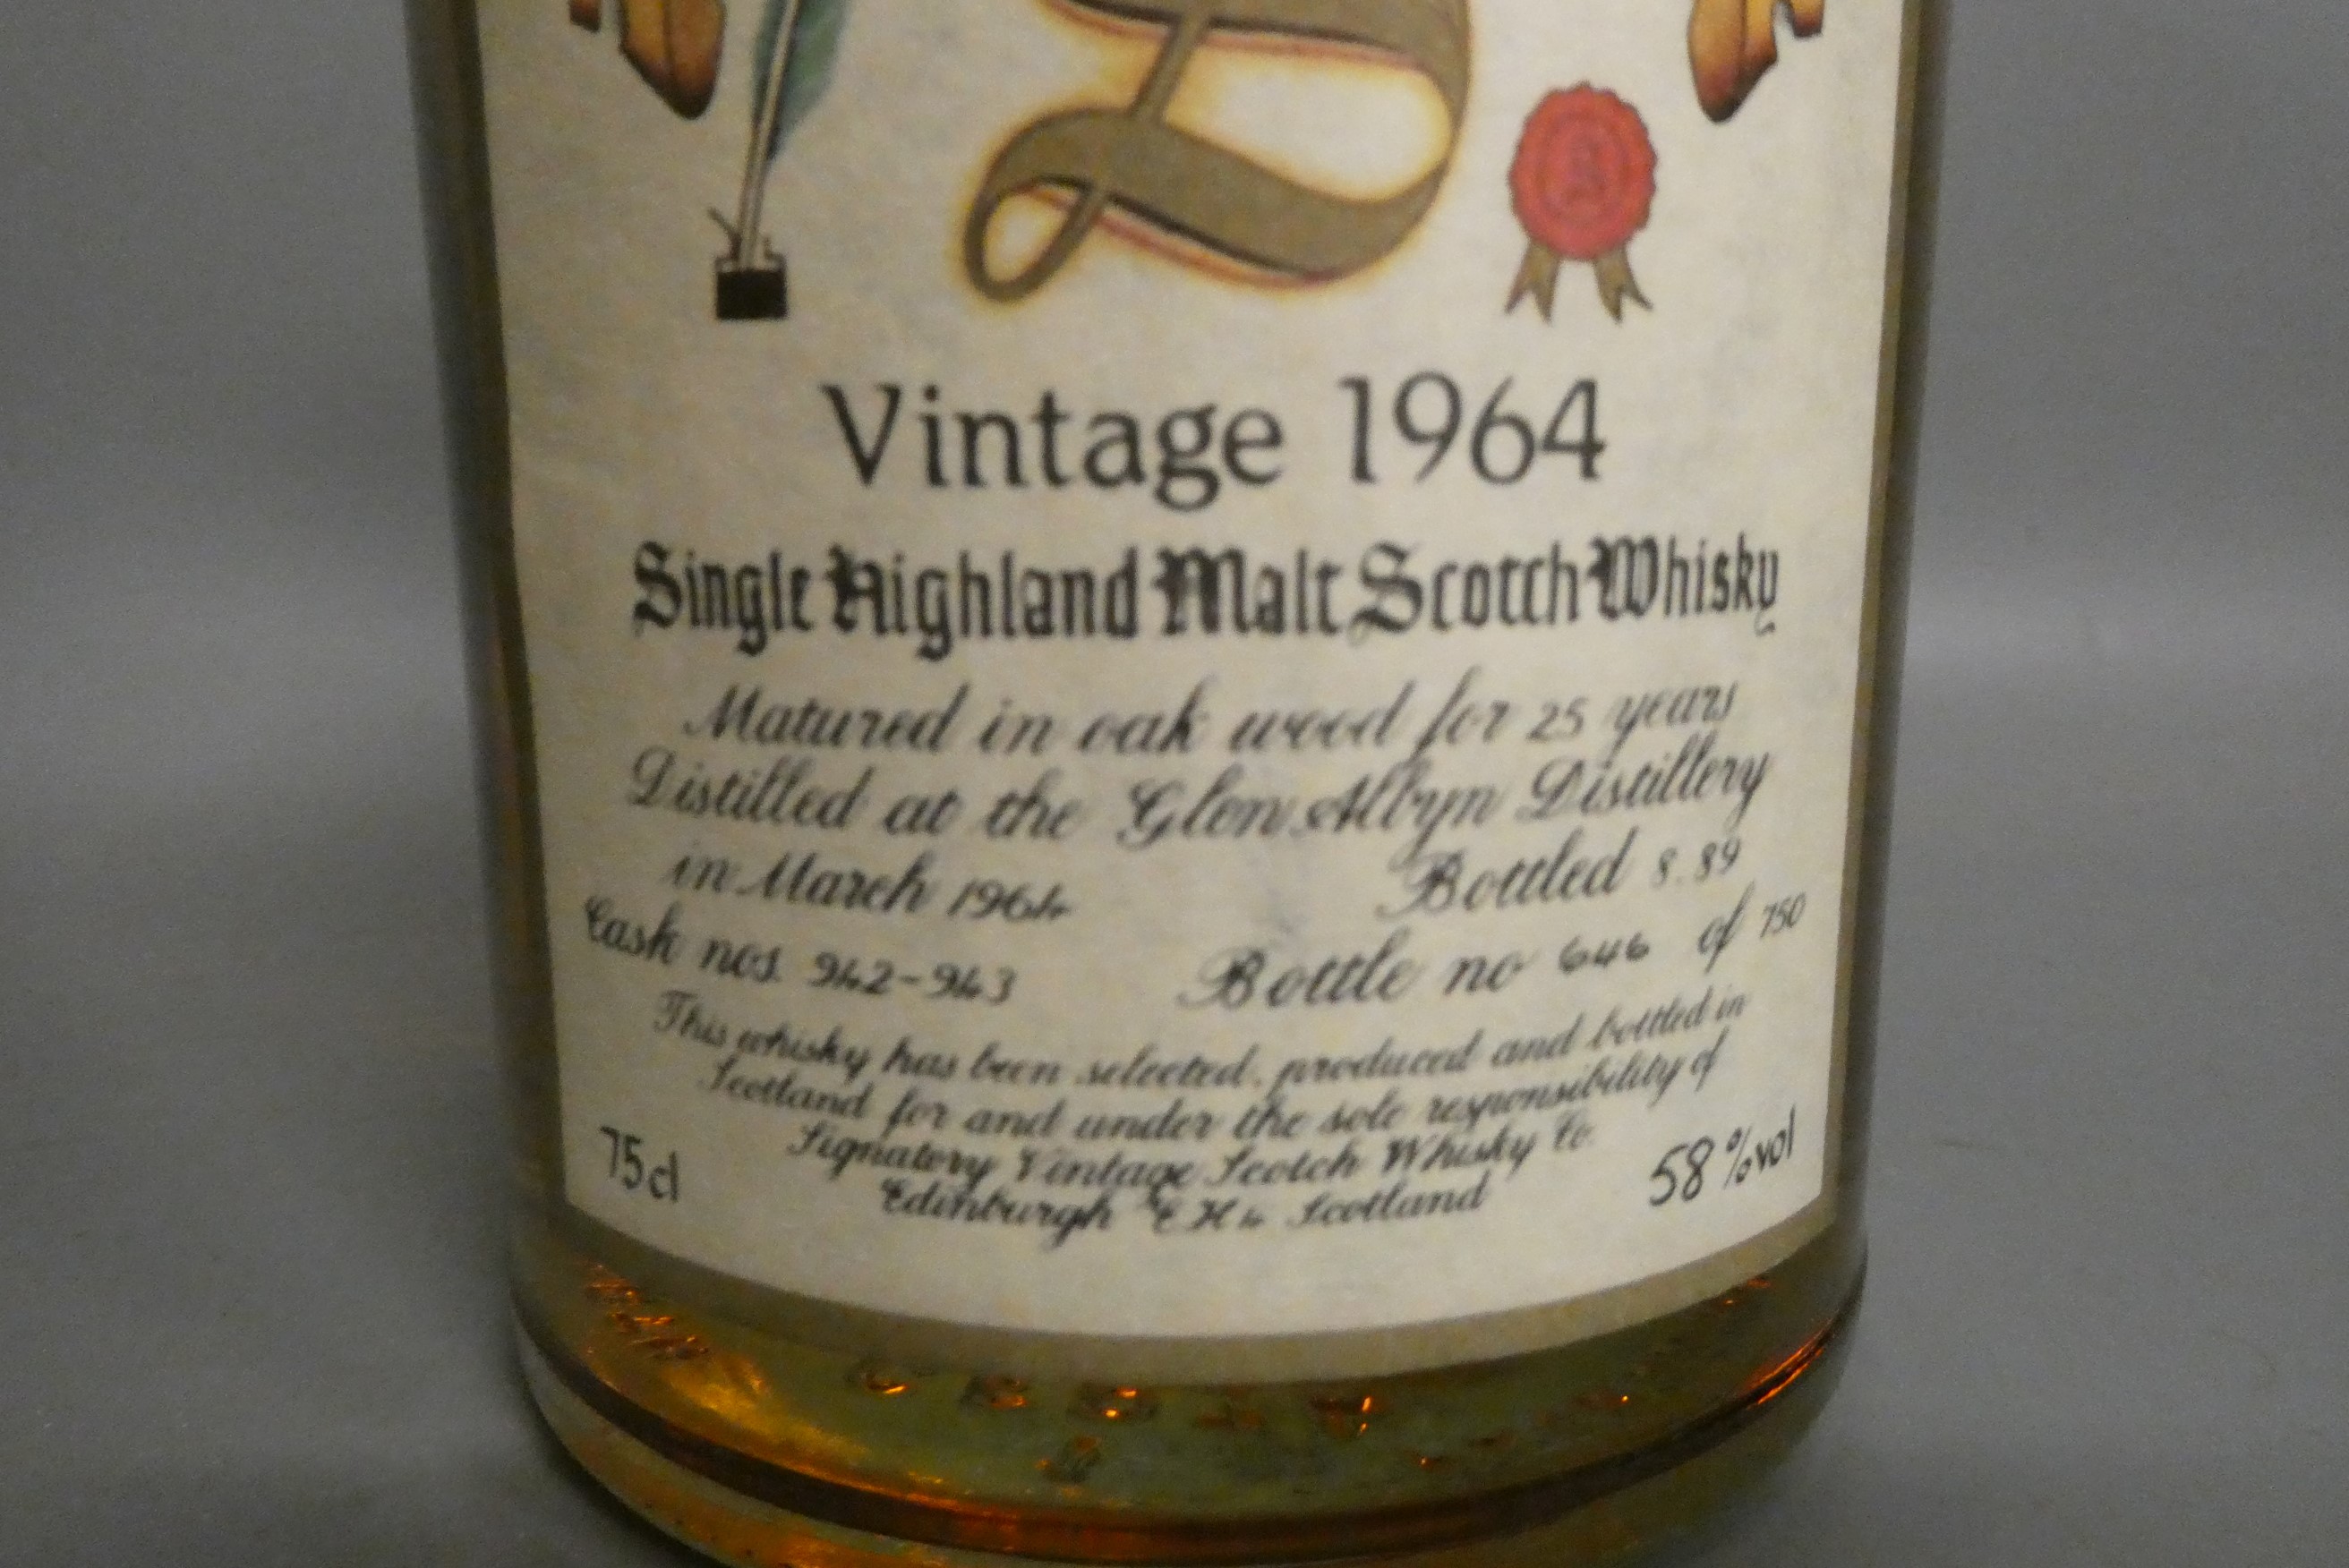 Vintage 1964
Single Highland Malt Scotch Whisky
Matured in oak wood for 25 years
Distilled at the Glen Albyn Distillery
in March 1964 Bottled 8.89
Cask nos. 942-943 Bottle no 646 of 750
This whisky has been selected, produced and bottled in
Scotland for and under the sole responsibility of
Signatory Vintage Scotch Whisky Co.
Edinburgh EH4 Scotland
75cl 58%vol